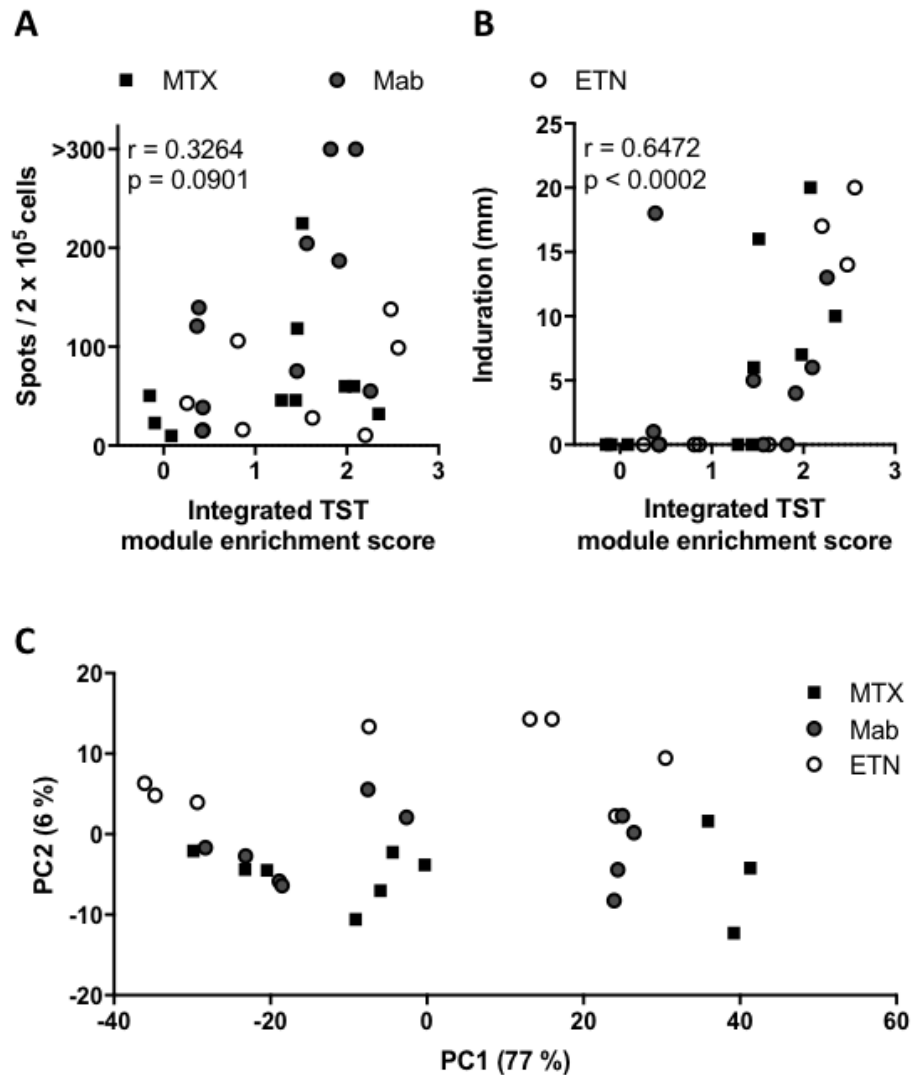 A
B
MTX
Mab
ETN
r = 0.3264
p = 0.0901
>300
200
100
0
Spots / 2 x 10⁵ cells
0 1 2 3
Integrated TST
module enrichment score
r = 0.6472
p < 0.0002
25
20
15
10
5
0
Induration (mm)
0 1 2 3
Integrated TST
module enrichment score
C
MTX
Mab
ETN
20
10
0
-10
-20
PC2 (6 %)
-40 -20 0 20 40 60
PC1 (77 %)